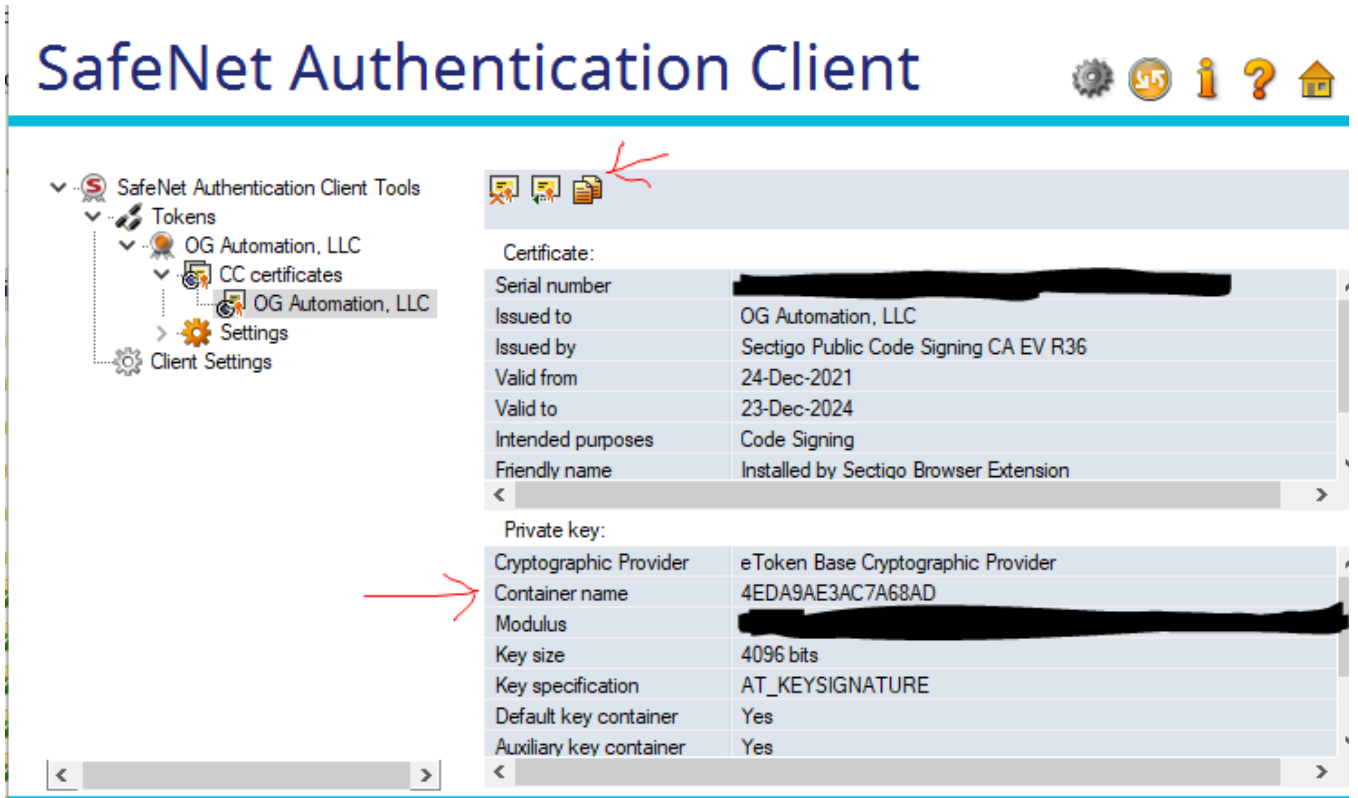 SafeNet Authentication Client
SafeNet Authentication Client Tools
Tokens
OG Automation, LLC
CC certificates
OG Automation, LLC
Settings
Client Settings
Certificate:
Serial number
Issued to OG Automation, LLC
Issued by Sectigo Public Code Signing CA EV R36
Valid from 24-Dec-2021
Valid to 23-Dec-2024
Intended purposes Code Signing
Friendly name Installed by Sectigo Browser Extension
Private key:
Cryptographic Provider eToken Base Cryptographic Provider
Container name 4EDA9AE3AC7A68AD
Modulus
Key size 4096 bits
Key specification AT_KEYSIGNATURE
Default key container Yes
Auxiliary key container Yes